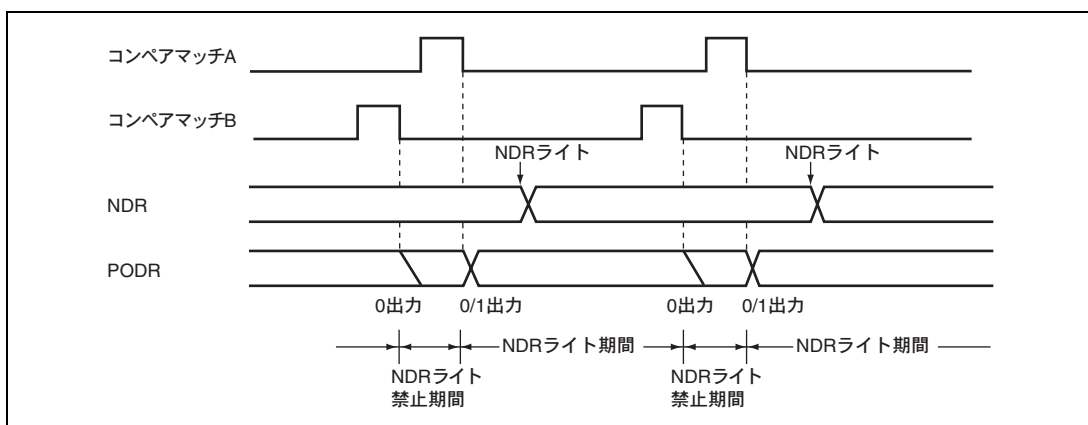 コンペアマッチA
コンペアマッチB
NDRライト NDRライト
NDR
PODR
0出力 0/1出力 0出力 0/1出力
NDRライト期間 NDRライト期間
NDRライト NDRライト
禁止期間 禁止期間